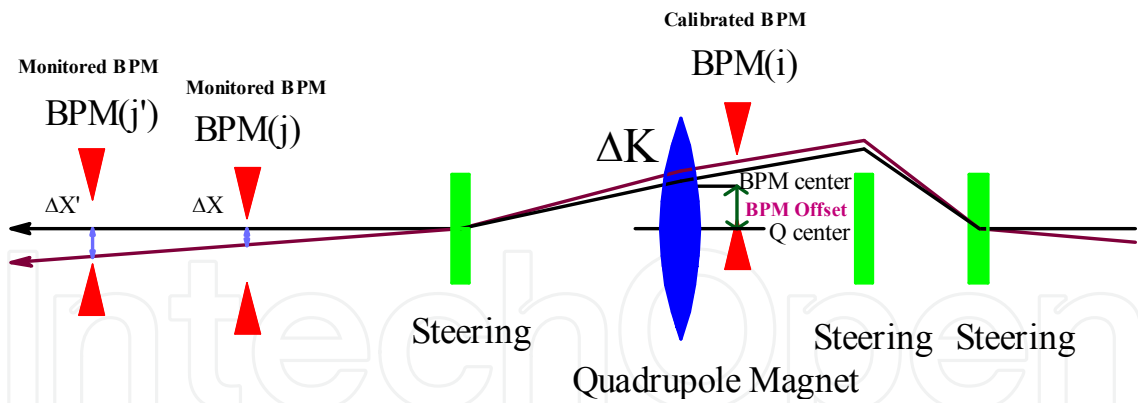 Calibrated BPM
BPM(i)
Monitored BPM
BPM(j')
Monitored BPM
BPM(j)
ΔK
BPM center
BPM Offset
Q center
ΔX'
ΔX
Steering
Steering
Steering
Quadrupole Magnet
IntechOpen